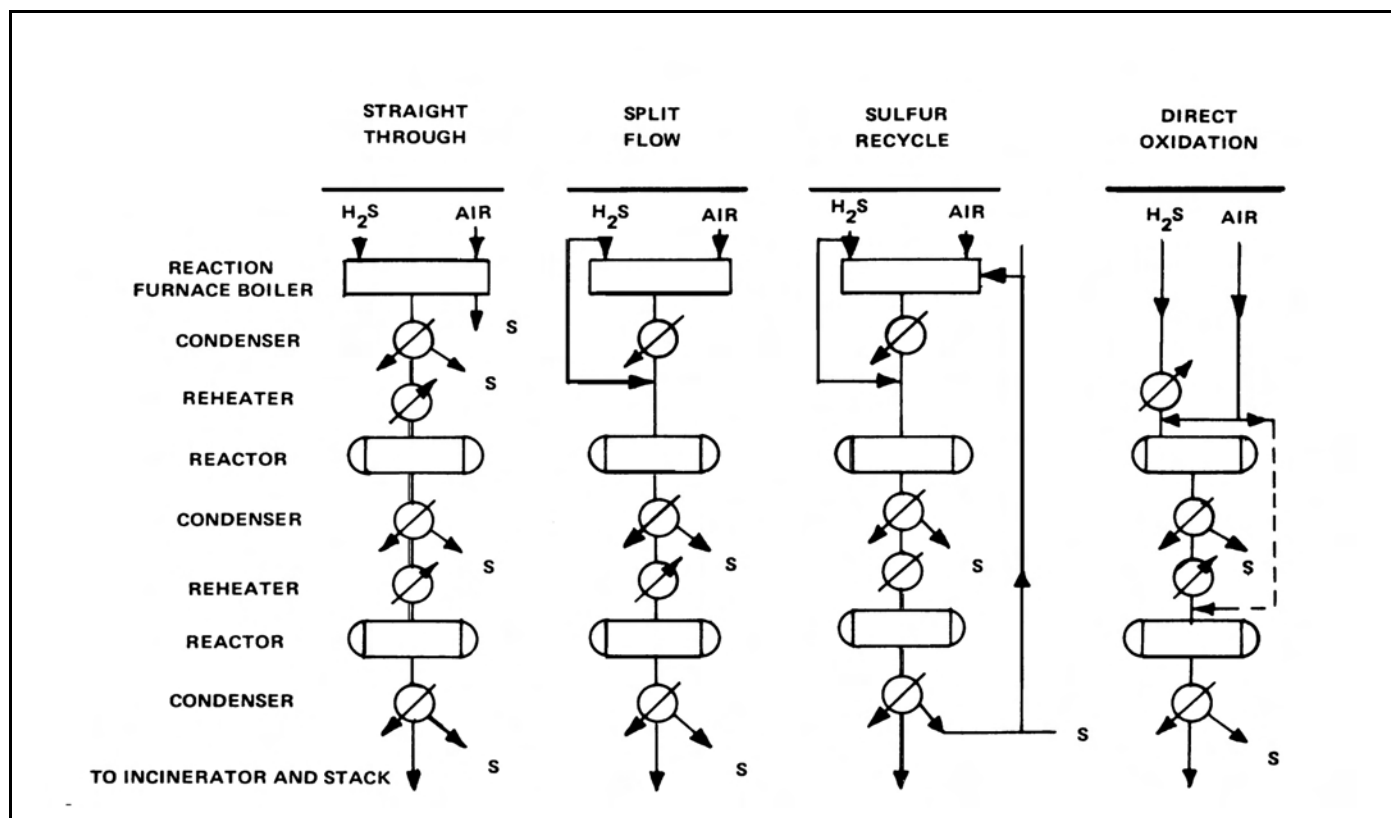 STRAIGHT
THROUGH
SPLIT
FLOW
SULFUR
RECYCLE
DIRECT
OXIDATION
H2S AIR
H2S AIR
H2S AIR
H2S AIR
REACTION
FURNACE BOILER
S
CONDENSER
S
REHEATER
REACTOR
CONDENSER
S S S S
REHEATER
REACTOR
CONDENSER
S S S S
TO INCINERATOR AND STACK